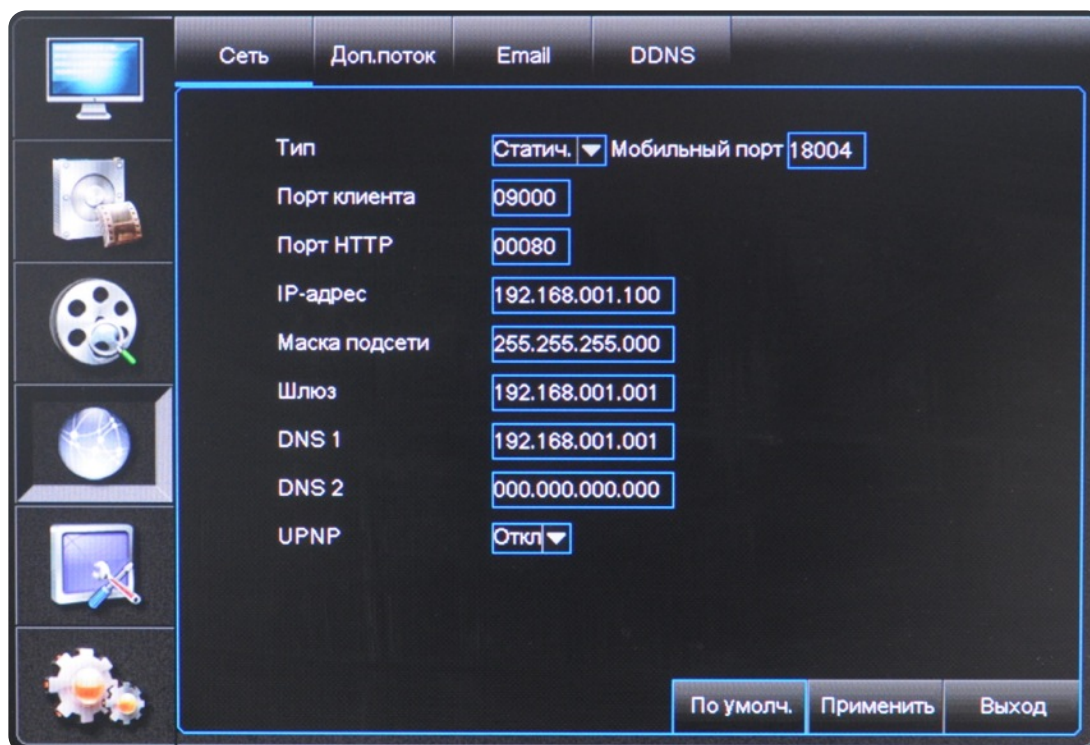 Сеть Доп.поток Email DDNS
Тип Статич. Мобильный порт 18004
Порт клиента 09000
Порт HTTP 00080
IP-адрес 192.168.001.100
Маска подсети 255.255.255.000
Шлюз 192.168.001.001
DNS 1 192.168.001.001
DNS 2 000.000.000.000
UPNP Откл
По умолч. Применить Выход